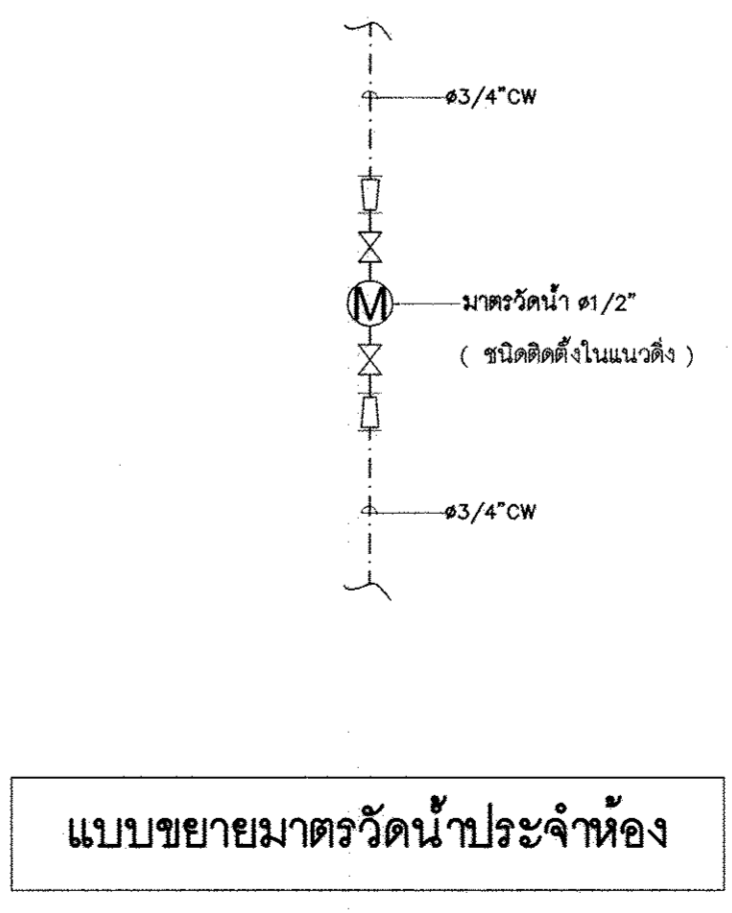 ø3/4"CW
M
มาตรวัดน้ำ ø1/2"
( ชนิดติดตั้งในแนวดิ่ง )
ø3/4"CW
แบบขยายมาตรวัดน้ำประจำห้อง